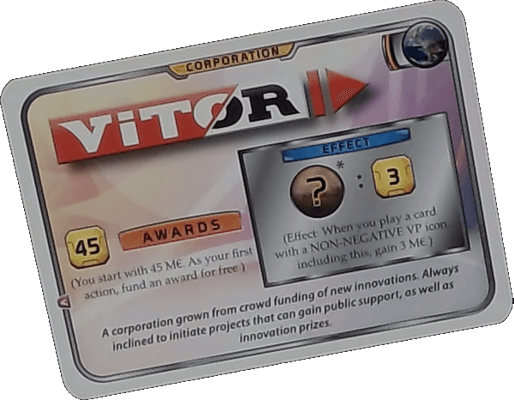 CORPORATION
ViTOR
EFFECT
? * : 3
(Effect: When you play a card
with a NON-NEGATIVE VP icon,
including this, gain 3 M€.)
45 AWARDS
(You start with 45 M€. As your first
action, fund an award for free.)
A corporation grown from crowd funding of new innovations. Always
inclined to initiate projects that can gain public support, as well as
innovation prizes.